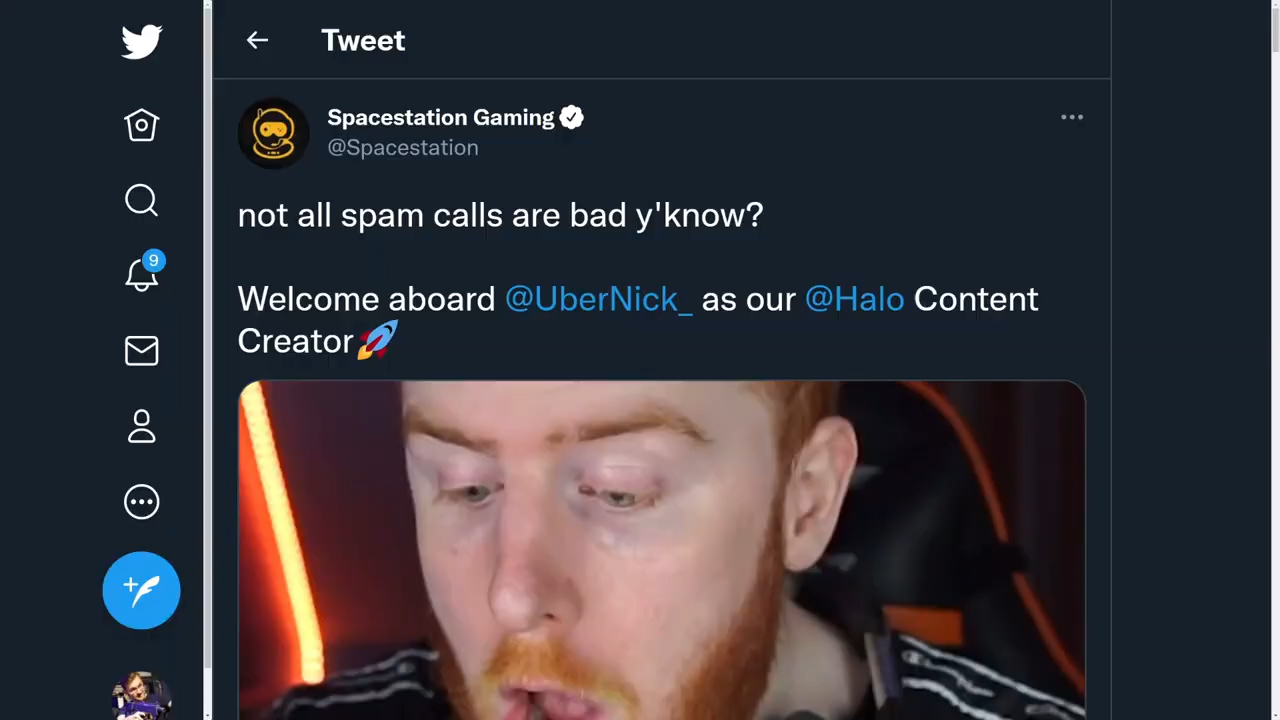 Tweet
Spacestation Gaming
@Spacestation
not all spam calls are bad y'know?
9
Welcome aboard @UberNick_ as our @Halo Content
Creator🚀